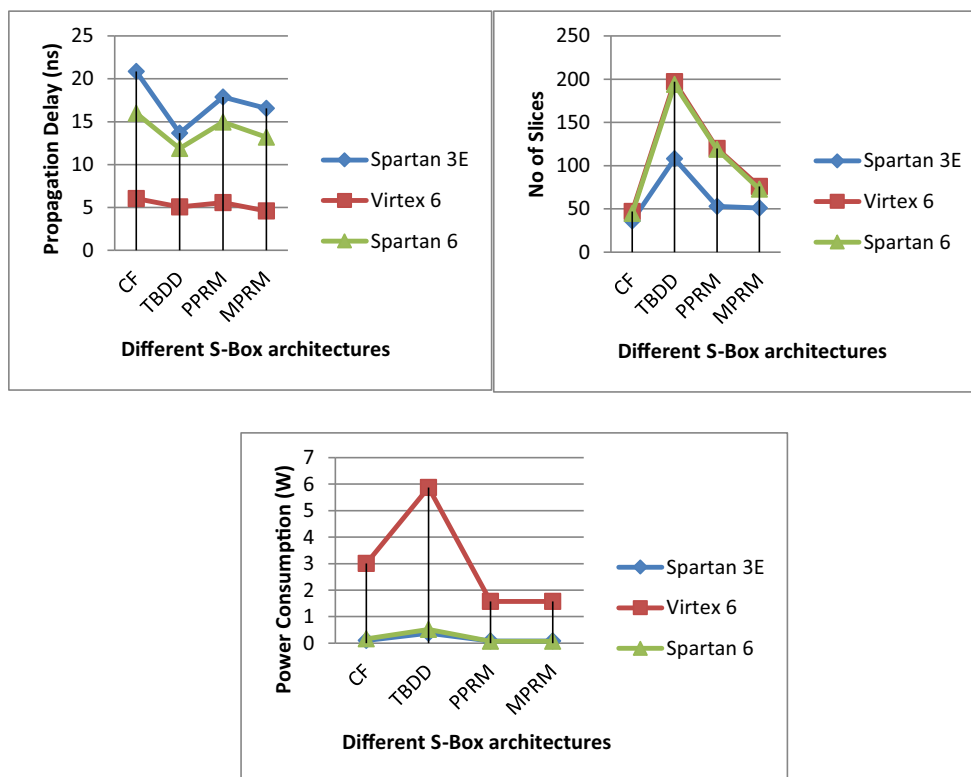 Propagation Delay (ns)
25
20
15
10
5
0
CF
TBDD
PPRM
MPRM
Different S-Box architectures
Spartan 3E
Virtex 6
Spartan 6
No of Slices
250
200
150
100
50
0
CF
TBDD
PPRM
MPRM
Different S-Box architectures
Spartan 3E
Virtex 6
Spartan 6
Power Consumption (W)
7
6
5
4
3
2
1
0
CF
TBDD
PPRM
MPRM
Different S-Box architectures
Spartan 3E
Virtex 6
Spartan 6